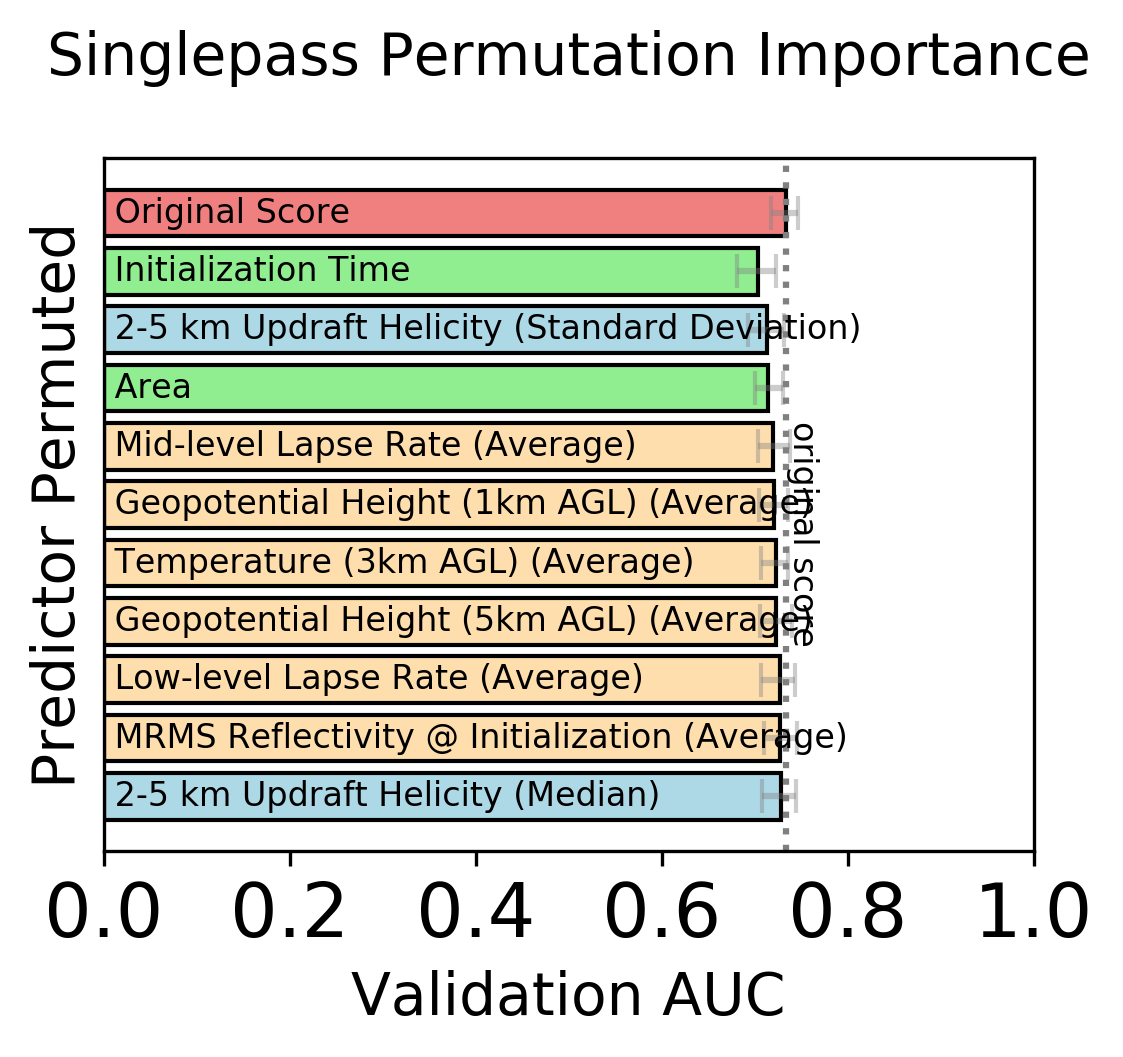 Singlepass Permutation Importance
Predictor Permuted
Original Score
Initialization Time
2-5 km Updraft Helicity (Standard Deviation)
Area
Mid-level Lapse Rate (Average)
Geopotential Height (1km AGL) (Average)
Temperature (3km AGL) (Average)
Geopotential Height (5km AGL) (Average)
Low-level Lapse Rate (Average)
MRMS Reflectivity @ Initialization (Average)
2-5 km Updraft Helicity (Median)
original score
0.0 0.2 0.4 0.6 0.8 1.0
Validation AUC